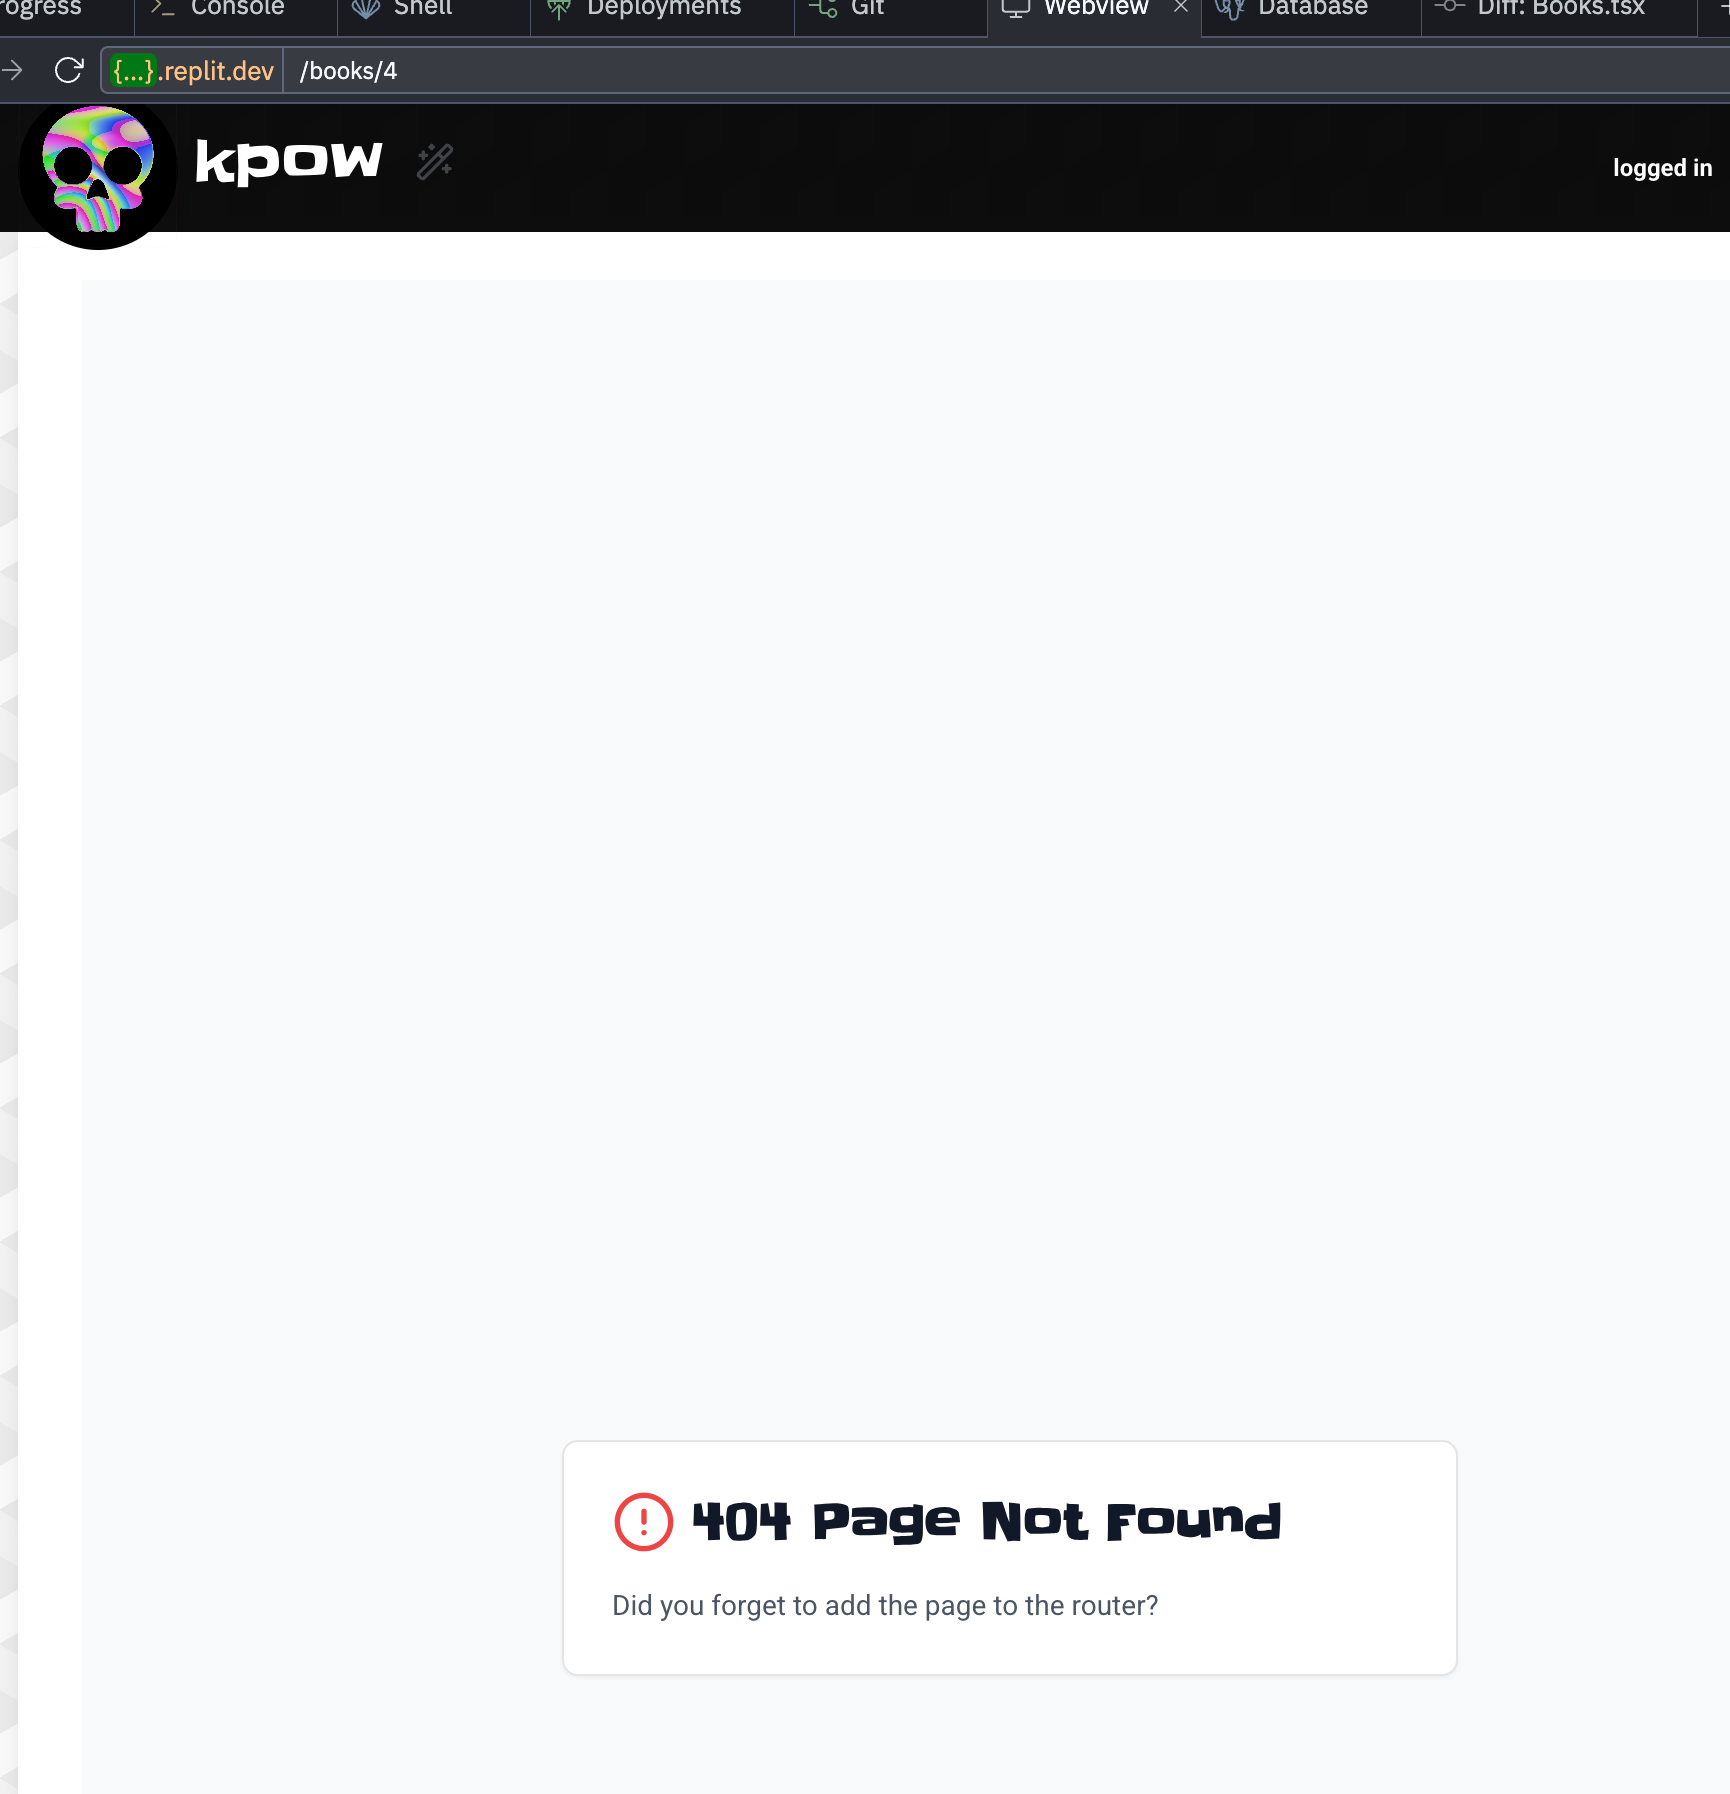 ogress
Console
Shell
Deployments
Git
Webview
Database
Diff: Books.tsx
{...}.replit.dev
/books/4
kpow
logged in
404 Page Not Found
Did you forget to add the page to the router?